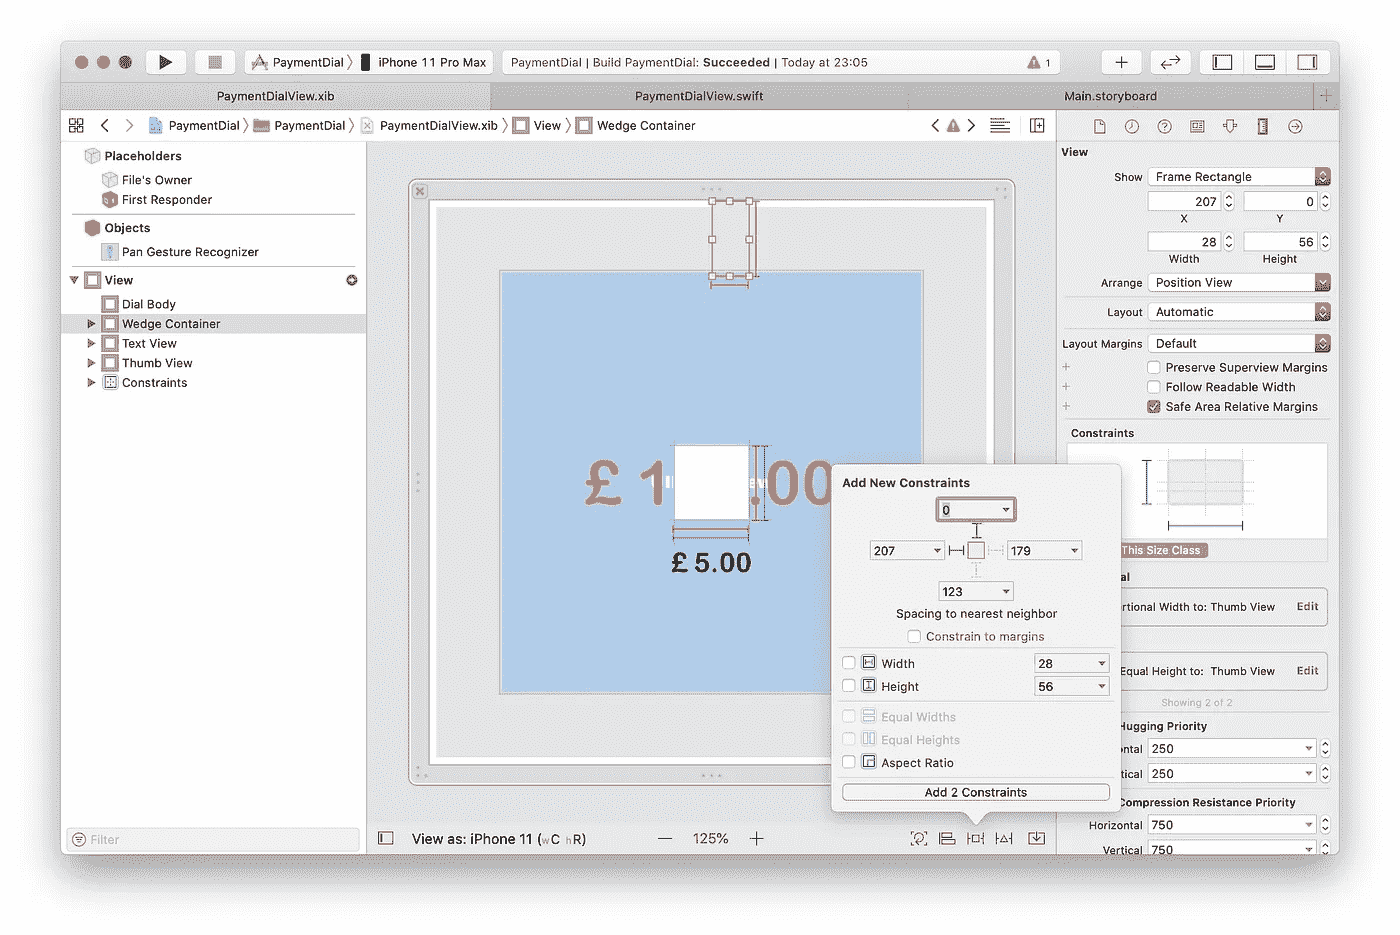 PaymentDial
iPhone 11 Pro Max
PaymentDial | Build PaymentDial: Succeeded | Today at 23:05
1
PaymentDialView.xib
PaymentDialView.swift
Main.storyboard
PaymentDial
PaymentDial
PaymentDialView.xib
View
Wedge Container
Placeholders
File's Owner
First Responder
Objects
Pan Gesture Recognizer
View
Dial Body
Wedge Container
Text View
Thumb View
Constraints
Filter
£ 1
.00
£ 5.00
View as: iPhone 11 (wC hR)
125%
Add New Constraints
0
207
179
123
Spacing to nearest neighbor
Constrain to margins
Width
28
Height
56
Equal Widths
Equal Heights
Aspect Ratio
Add 2 Constraints
View
Show
Frame Rectangle
207
0
X
Y
28
56
Width
Height
Arrange
Position View
Layout
Automatic
Layout Margins
Default
Preserve Superview Margins
Follow Readable Width
Safe Area Relative Margins
Constraints
This Size Class
al
rtional Width to: Thumb View
Edit
Equal Height to: Thumb View
Edit
Showing 2 of 2
Hugging Priority
ontal
250
tical
250
Compression Resistance Priority
Horizontal
750
Vertical
750